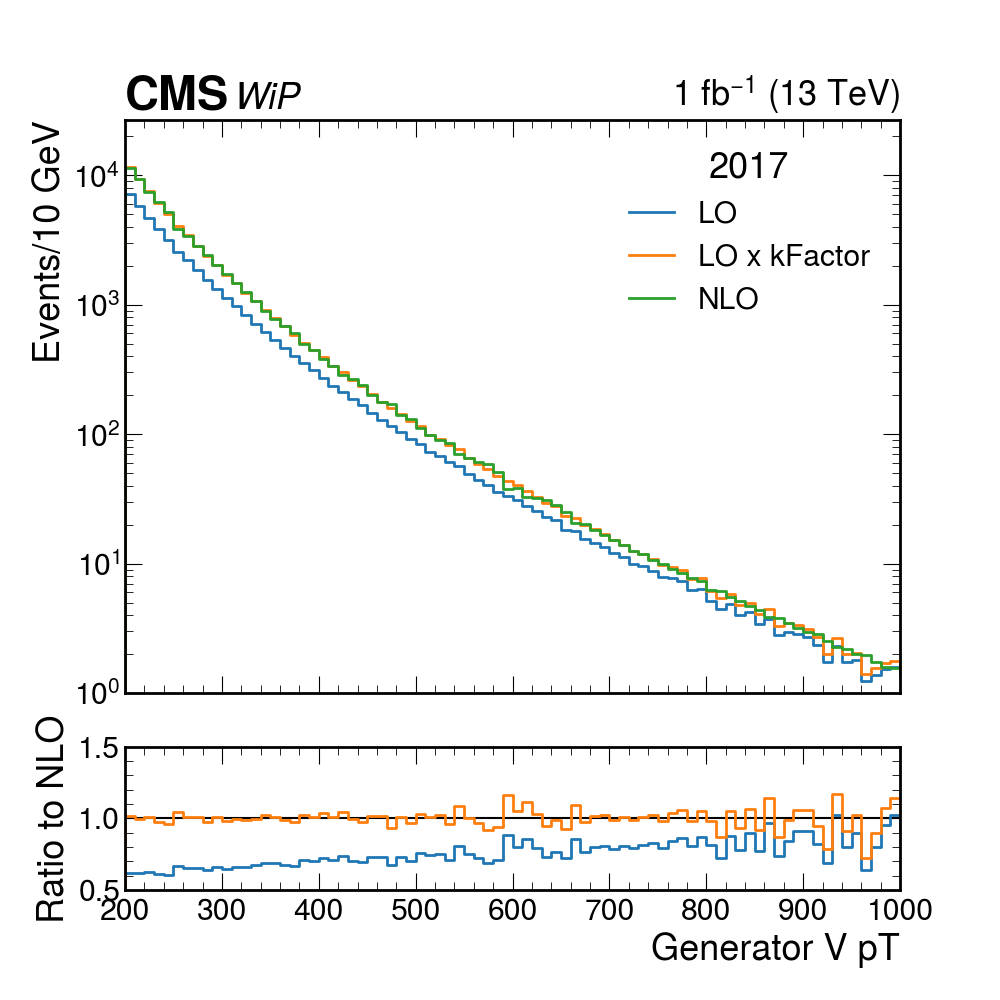 CMS WiP
1 fb⁻¹ (13 TeV)
Events/10 GeV
10⁴
10³
10²
10¹
10⁰
2017
LO
LO x kFactor
NLO
Ratio to NLO
1.5
1.0
0.5
200
300
400
500
600
700
800
900
1000
Generator V pT